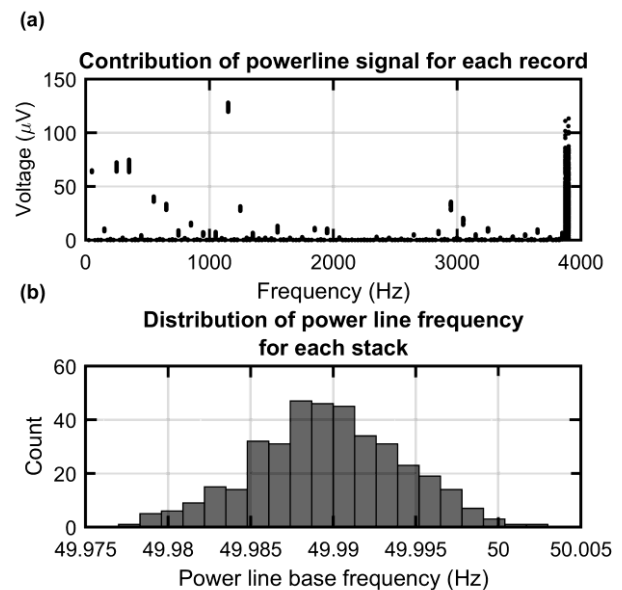 (a)
Contribution of powerline signal for each record
150
100
50
0
Voltage (μV)
0 1000 2000 3000 4000
Frequency (Hz)
(b)
Distribution of power line frequency
for each stack
60
40
20
0
Count
49.975 49.98 49.985 49.99 49.995 50 50.005
Power line base frequency (Hz)